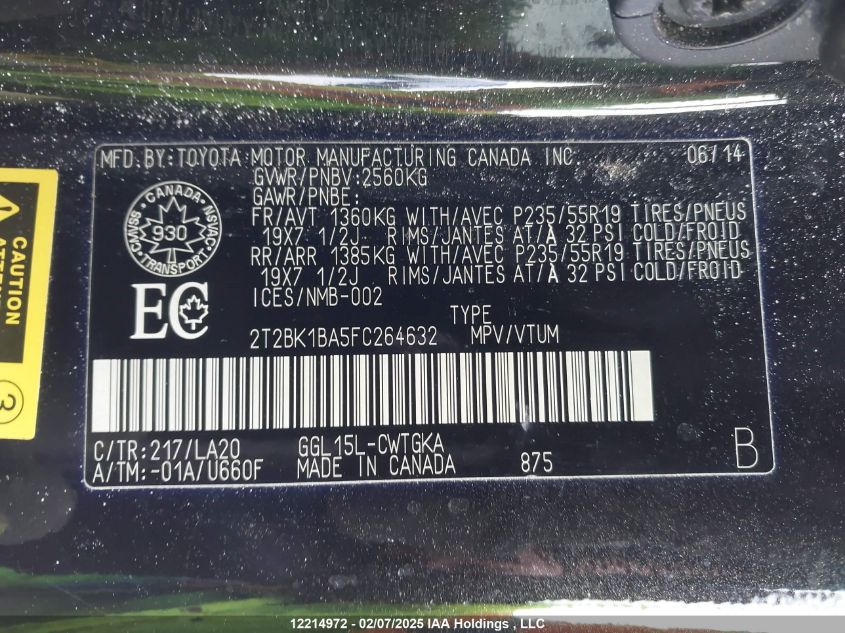 MFD.BY:TOYOTA MOTOR MANUFACTURING CANADA INC. 06/14
GVWR/PNBV:2560KG
GAWR/PNBE:
FR/AVT 1360KG WITH/AVEC P235/55R19 TIRES/PNEUS
19X7 1/2J RIMS/JANTES AT/À 32 PSI COLD/FROID
RR/ARR 1385KG WITH/AVEC P235/55R19 TIRES/PNEUS
19X7 1/2J RIMS/JANTES AT/À 32 PSI COLD/FROID
ICES/NMB-002
CANADA
CMVSS NSVAC
930
TRANSPORT
EC
TYPE
2T2BK1BA5FC264632 MPV/VTUM
C/TR:217/LA20 GGL15L-CWTGKA
A/TM:-01A/U660F MADE IN CANADA 875 B
3
12214972 - 02/07/2025 IAA Holdings, LLC